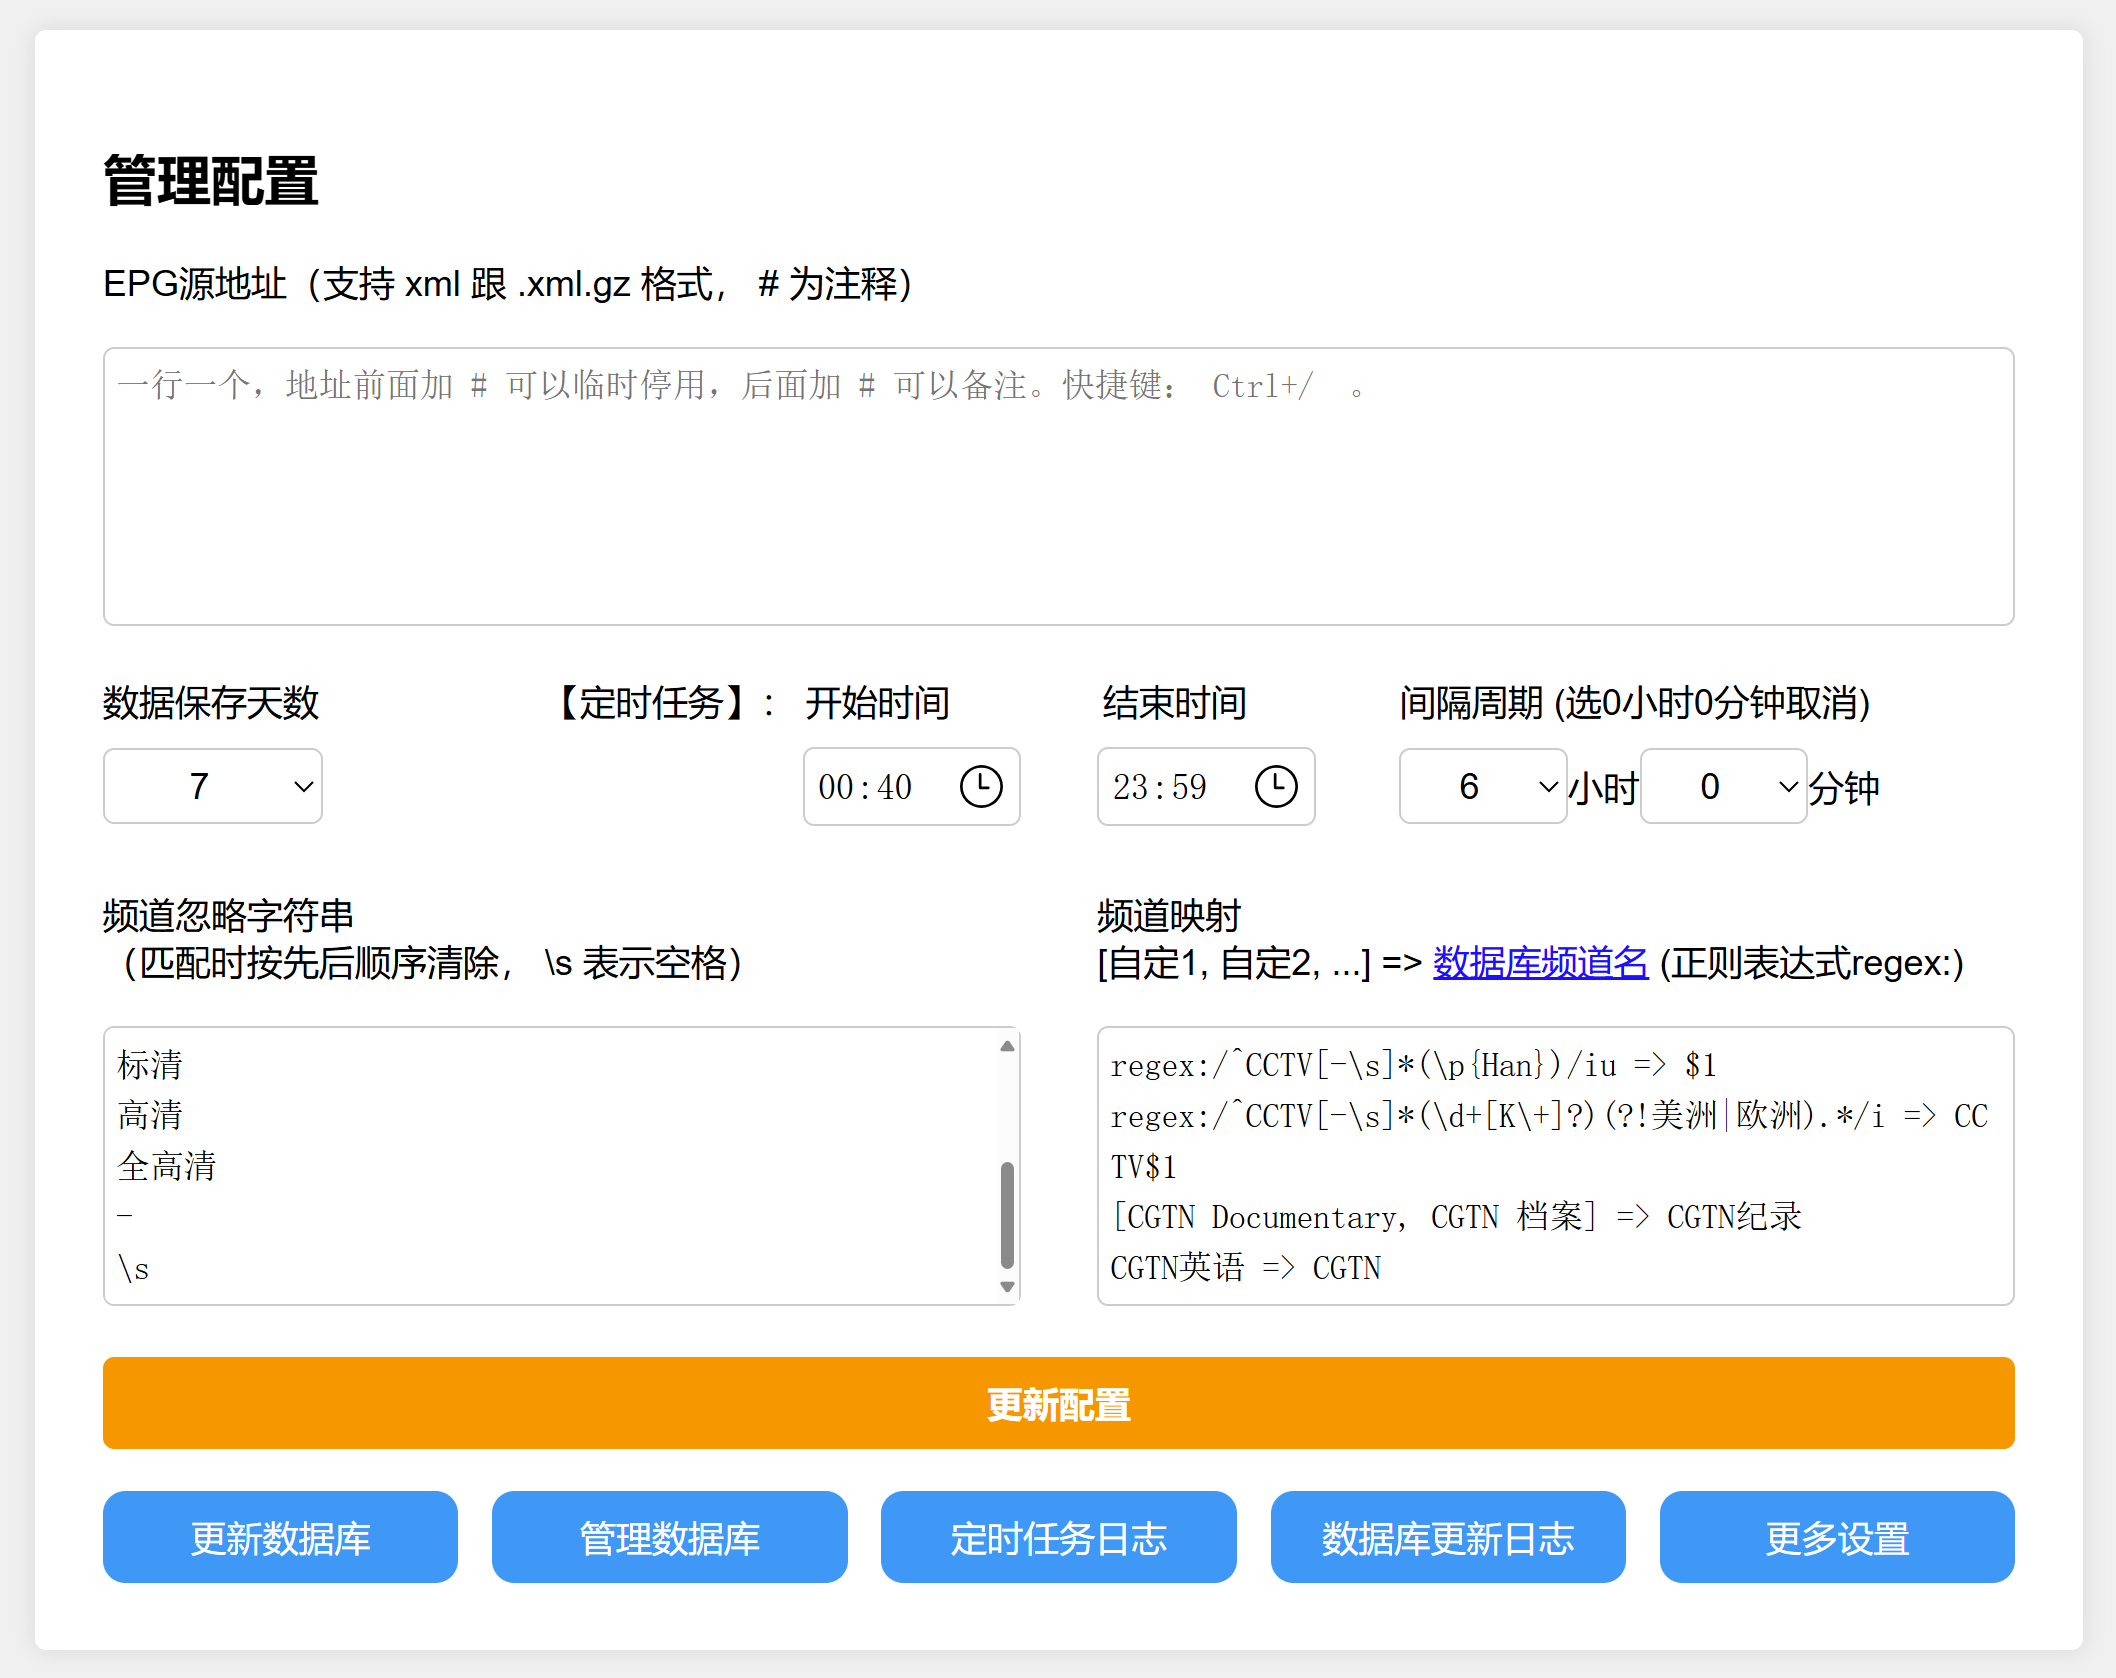 管理配置
EPG源地址（支持 xml 跟 .xml.gz 格式， # 为注释）
一行一个，地址前面加 # 可以临时停用，后面加 # 可以备注。快捷键： Ctrl+/ 。
数据保存天数 【定时任务】： 开始时间 结束时间 间隔周期 (选0小时0分钟取消)
7 00:40 23:59 6 小时 0 分钟
频道忽略字符串
（匹配时按先后顺序清除， \s 表示空格）
标清
高清
全高清
-
\s
频道映射
[自定1, 自定2, ...] => 数据库频道名 (正则表达式regex:)
regex:/^CCTV[-\s]*(\p{Han})/iu => $1
regex:/^CCTV[-\s]*(\d+[K\+]?)(?!美洲|欧洲).*/i => CC
TV$1
[CGTN Documentary, CGTN 档案] => CGTN纪录
CGTN英语 => CGTN
更新配置
更新数据库 管理数据库 定时任务日志 数据库更新日志 更多设置